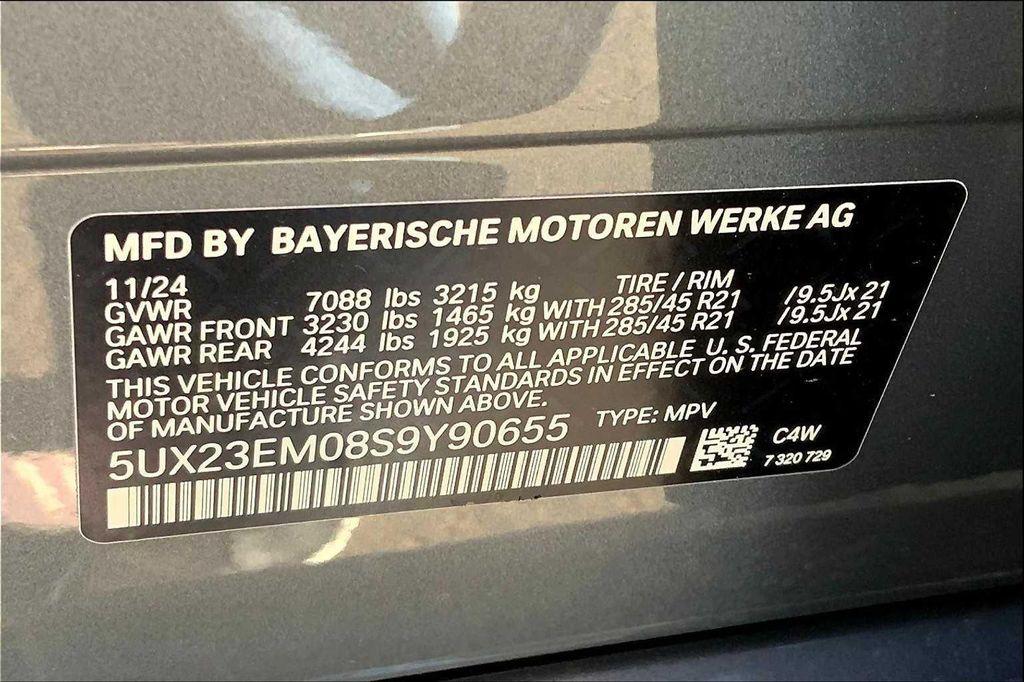 MFD BY BAYERISCHE MOTOREN WERKE AG
11/24 TIRE / RIM
GVWR 7088 lbs 3215 kg
GAWR FRONT 3230 lbs 1465 kg WITH 285/45 R21 /9.5Jx 21
GAWR REAR 4244 lbs 1925 kg WITH 285/45 R21 /9.5Jx 21
THIS VEHICLE CONFORMS TO ALL APPLICABLE U. S. FEDERAL
MOTOR VEHICLE SAFETY STANDARDS IN EFFECT ON THE DATE
OF MANUFACTURE SHOWN ABOVE.
5UX23EM08S9Y90655 TYPE: MPV
C4W
7 320 729